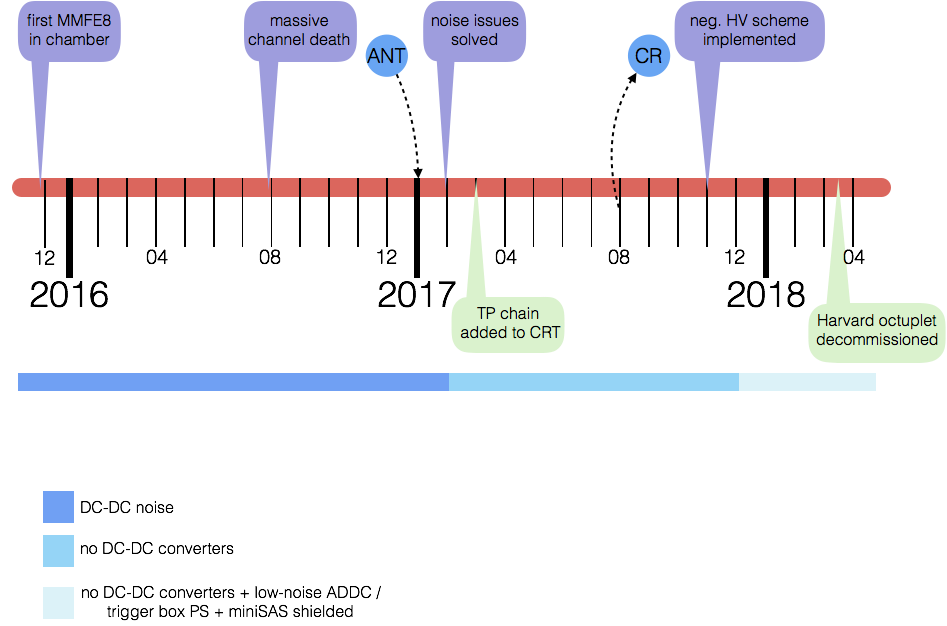 first MMFE8
in chamber
massive
channel death
ANT
noise issues
solved
CR
neg. HV scheme
implemented
12
04
08
12
04
08
12
04
2016
2017
2018
TP chain
added to CRT
Harvard octuplet
decommissioned
DC-DC noise
no DC-DC converters
no DC-DC converters + low-noise ADDC /
trigger box PS + miniSAS shielded